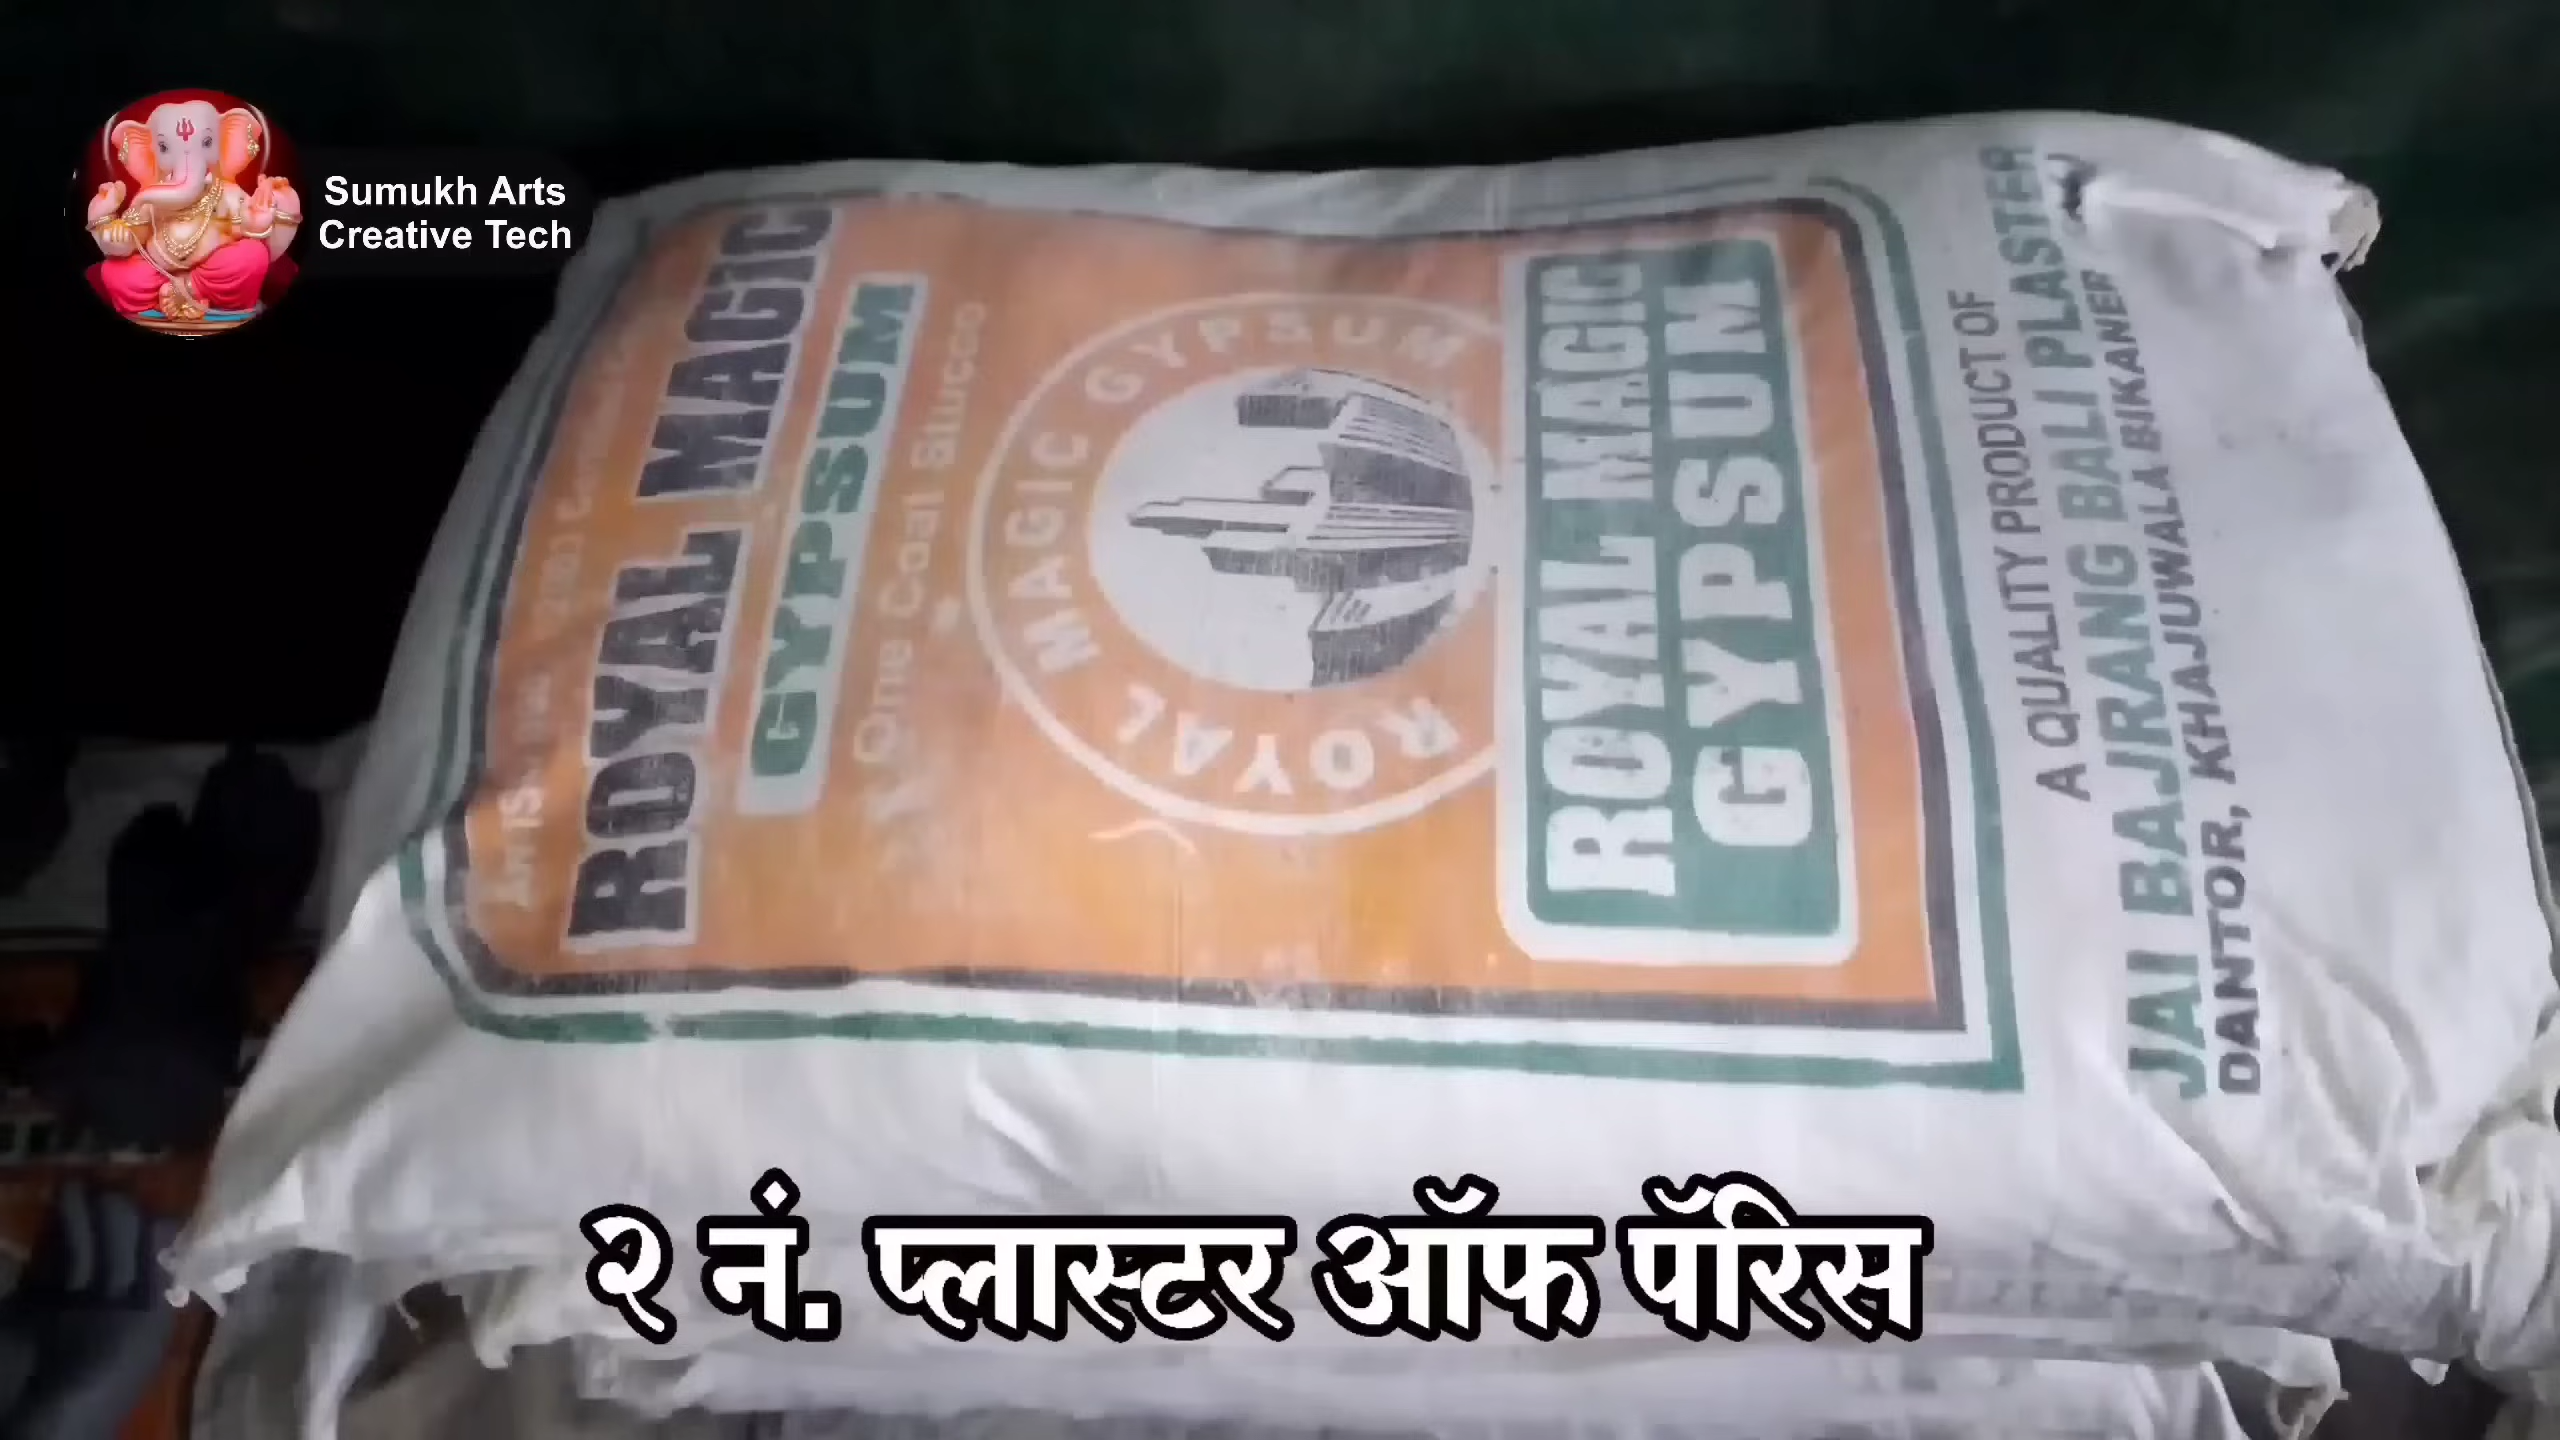 Sumukh Arts
Creative Tech
ROYAL MAGIC
GYPSUM
One Coat Stucco
ROYAL MAGIC GYPSUM
ROYAL MAGIC
GYPSUM
A QUALITY PRODUCT OF
JAI BAJRANG BALI PLASTER
DANTOR, KHAJUWALA BIKANER
२ नं. प्लास्टर ऑफ पॅरिस